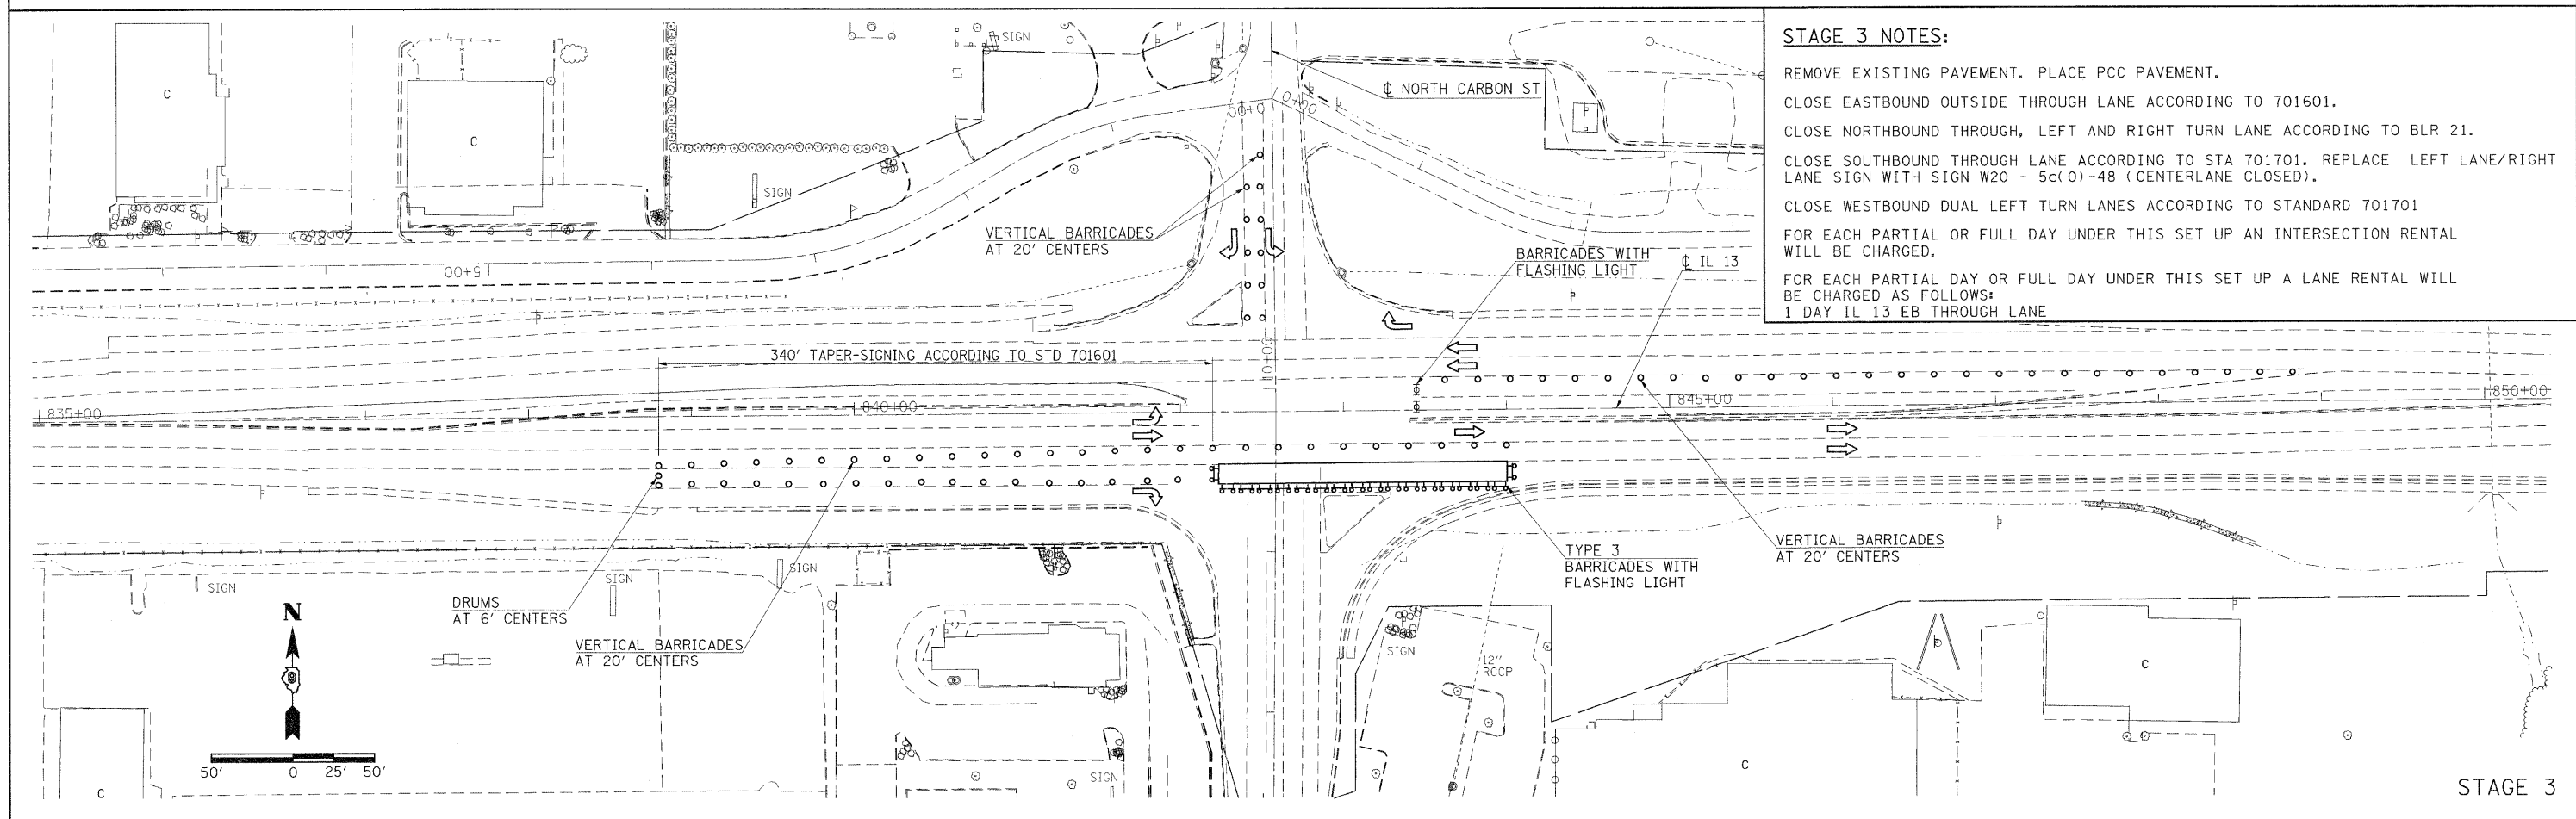 STAGE 3 NOTES:
REMOVE EXISTING PAVEMENT. PLACE PCC PAVEMENT.
CLOSE EASTBOUND OUTSIDE THROUGH LANE ACCORDING TO 701601.
CLOSE NORTHBOUND THROUGH, LEFT AND RIGHT TURN LANE ACCORDING TO BLR 21.
CLOSE SOUTHBOUND THROUGH LANE ACCORDING TO STA 701701. REPLACE LEFT LANE/RIGHT
LANE SIGN WITH SIGN W20 - 5c(O)-48 (CENTERLANE CLOSED).
CLOSE WESTBOUND DUAL LEFT TURN LANES ACCORDING TO STANDARD 701701
FOR EACH PARTIAL OR FULL DAY UNDER THIS SET UP AN INTERSECTION RENTAL
WILL BE CHARGED.
FOR EACH PARTIAL DAY OR FULL DAY UNDER THIS SET UP A LANE RENTAL WILL
BE CHARGED AS FOLLOWS:
1 DAY IL 13 EB THROUGH LANE
SIGN
C
℄ NORTH CARBON ST
0+00
0+00
C
SIGN
VERTICAL BARRICADES
AT 20' CENTERS
BARRICADES WITH
FLASHING LIGHT
℄ IL 13
5+00
340' TAPER-SIGNING ACCORDING TO STD 701601
10+00
835+00
840+00
845+00
850+00
SIGN
SIGN
SIGN
DRUMS
AT 6' CENTERS
VERTICAL BARRICADES
AT 20' CENTERS
TYPE 3
BARRICADES WITH
FLASHING LIGHT
VERTICAL BARRICADES
AT 20' CENTERS
N
SIGN
12"
RCCP
C
50' 0 25' 50'
SIGN
C
C
STAGE 3